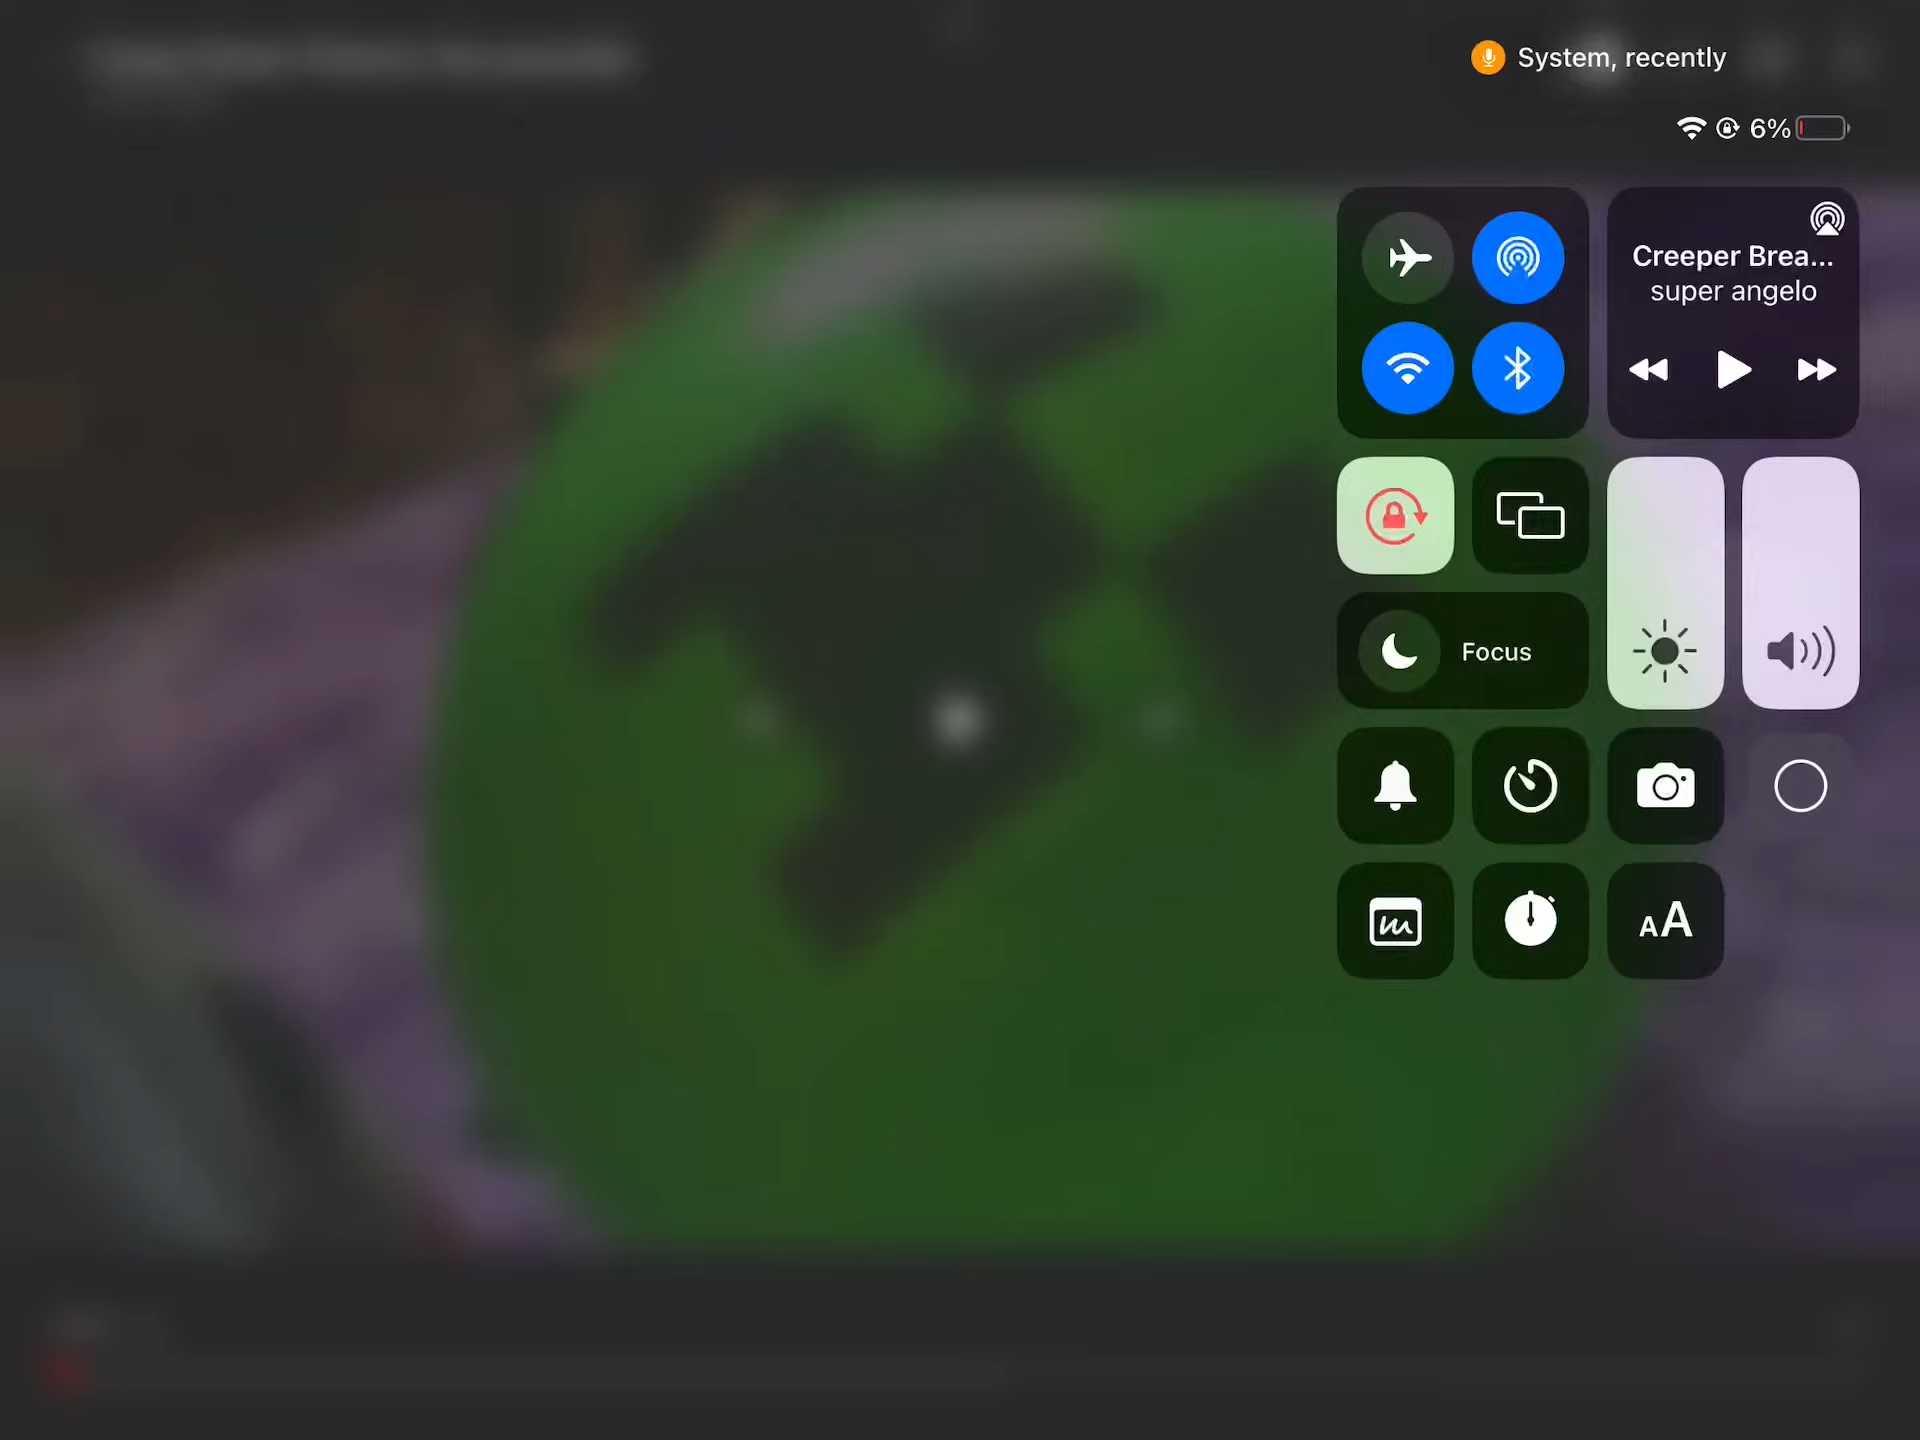 System, recently
6%
Creeper Brea...
super angelo
Focus
AA